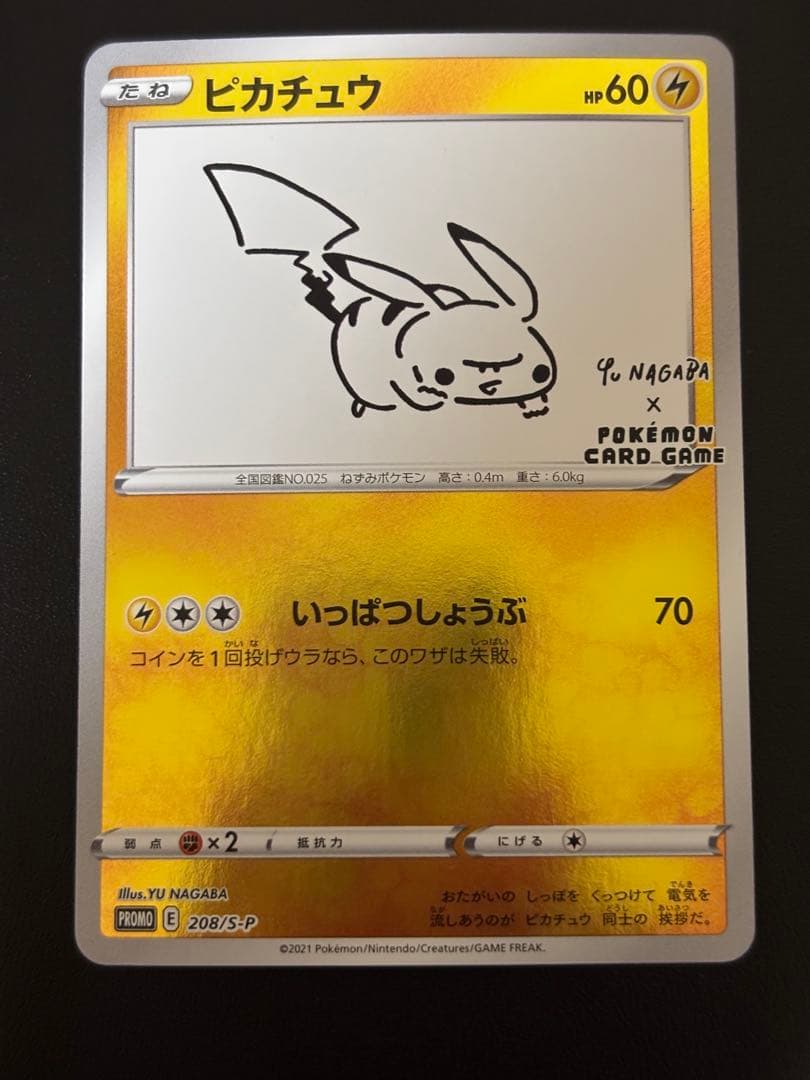 たね ピカチュウ HP60
Yu NAGABA
×
POKÉMON
CARD GAME
全国図鑑NO.025 ねずみポケモン 高さ:0.4m 重さ:6.0kg
いっぱつしょうぶ 70
コインを1回投げウラなら、このワザは失敗。
弱点 ×2 抵抗力 にげる
Illus.YU NAGABA
PROMO E 208/S-P
おたがいの しっぽを くっつけて 電気を
流しあうのが ピカチュウ 同士の 挨拶だ。
©2021 Pokémon/Nintendo/Creatures/GAME FREAK.